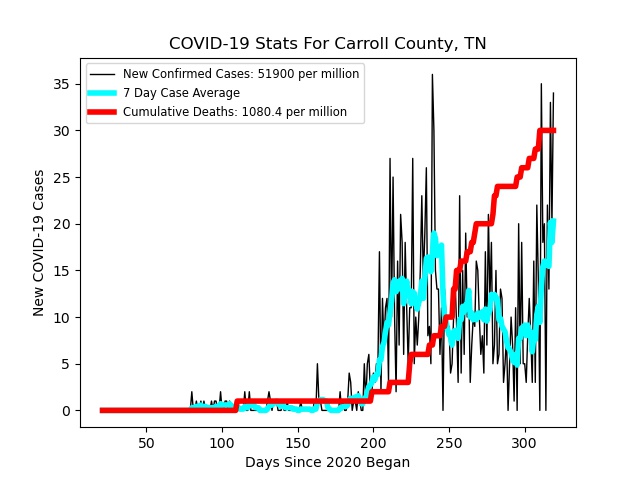 COVID-19 Stats For Carroll County, TN
New Confirmed Cases: 51900 per million
7 Day Case Average
Cumulative Deaths: 1080.4 per million
New COVID-19 Cases
35
30
25
20
15
10
5
0
50 100 150 200 250 300
Days Since 2020 Began